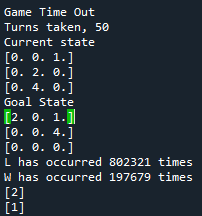 Game Time Out
Turns taken, 50
Current state
[0. 0. 1.]
[0. 2. 0.]
[0. 4. 0.]
Goal State
[2. 0. 1.]
[0. 0. 4.]
[0. 0. 0.]
L has occurred 802321 times
W has occurred 197679 times
[2]
[1]